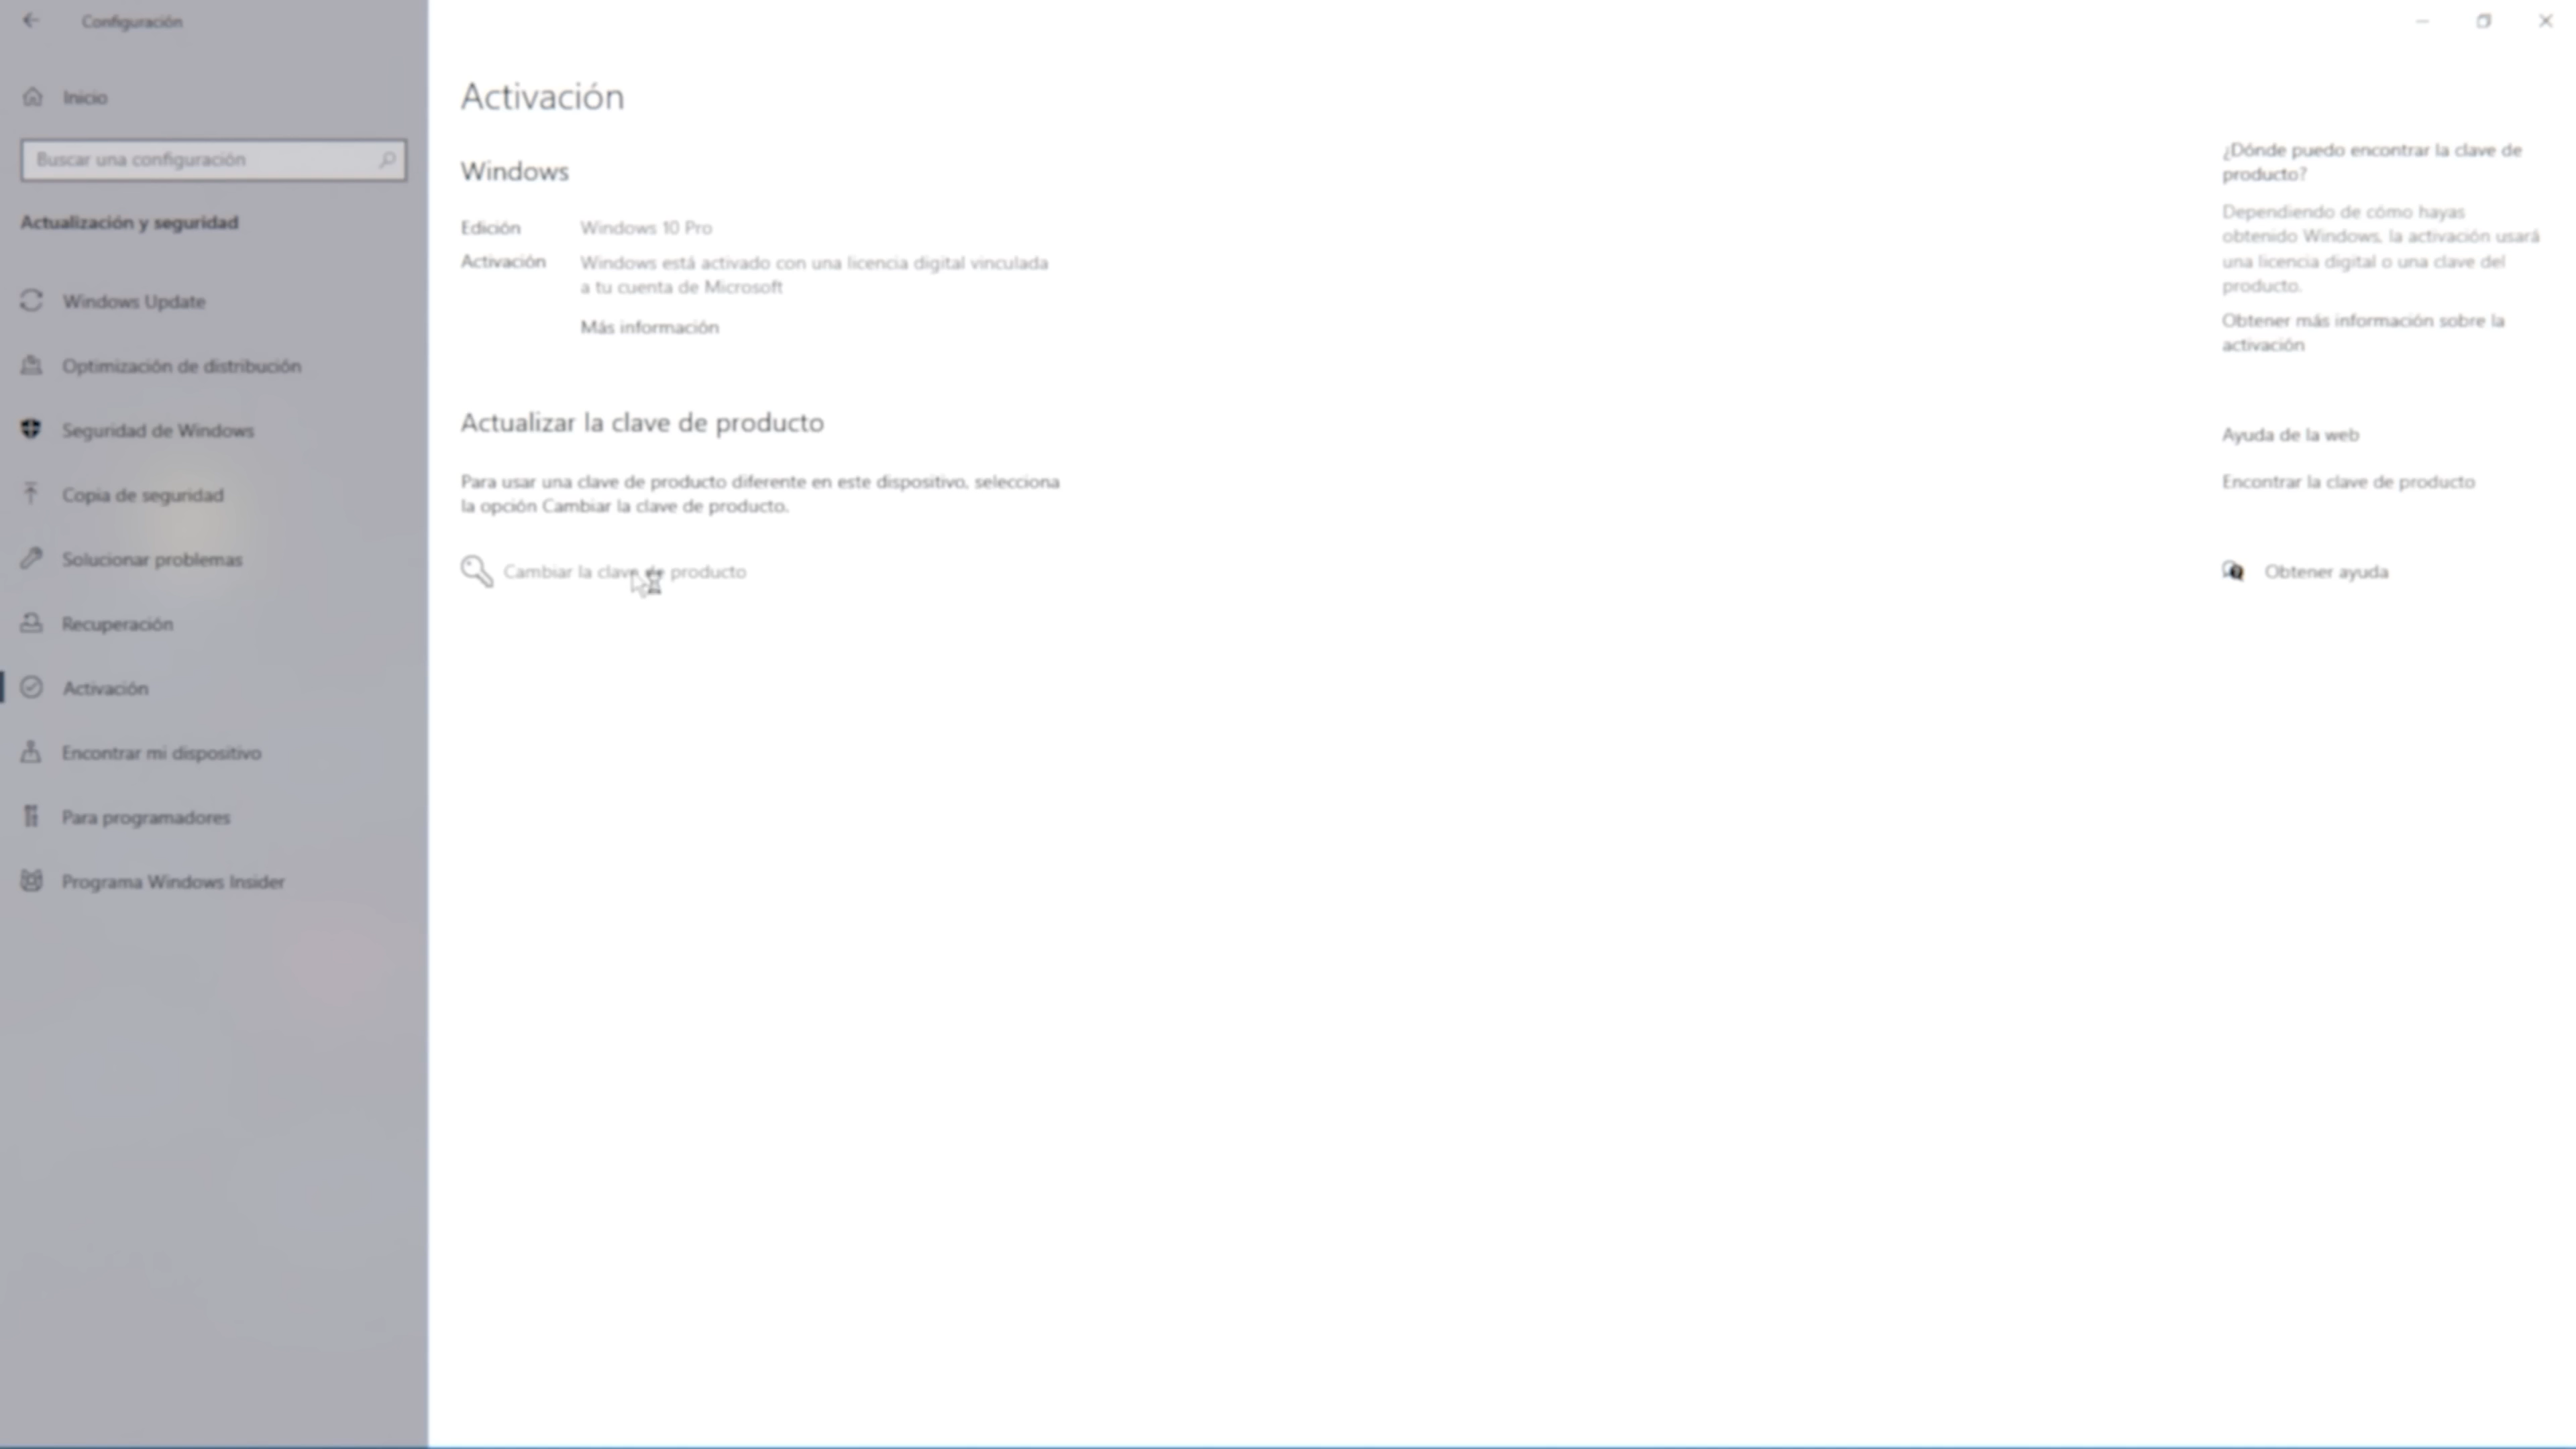 Configuración
Inicio
Buscar una configuración
Actualización y seguridad
Windows Update
Optimización de distribución
Seguridad de Windows
Copia de seguridad
Solucionar problemas
Recuperación
Activación
Encontrar mi dispositivo
Para programadores
Programa Windows Insider
Activación
Windows
Edición Windows 10 Pro
Activación Windows está activado con una licencia digital vinculada
a tu cuenta de Microsoft
Más información
Actualizar la clave de producto
Para usar una clave de producto diferente en este dispositivo, selecciona
la opción Cambiar la clave de producto.
Cambiar la clave de producto
¿Dónde puedo encontrar la clave de
producto?
Dependiendo de cómo hayas
obtenido Windows, la activación usará
una licencia digital o una clave del
producto.
Obtener más información sobre la
activación
Ayuda de la web
Encontrar la clave de producto
Obtener ayuda